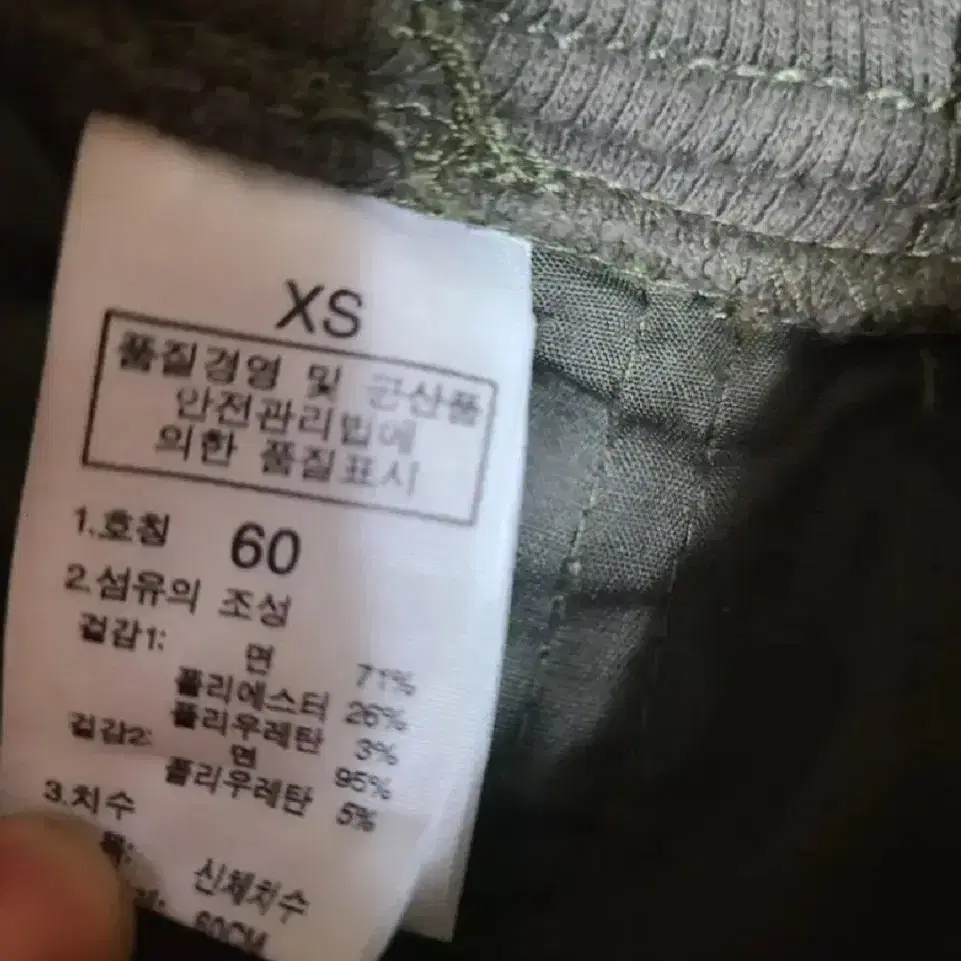 XS
품질경영 및 공산품
안전관리법에
의한 품질표시
1.호칭 60
2.섬유의 조성
겉감1: 면 71%
폴리에스터 26%
폴리우레탄 3%
겉감2: 면 95%
폴리우레탄 5%
3.치수
신체치수
60CM